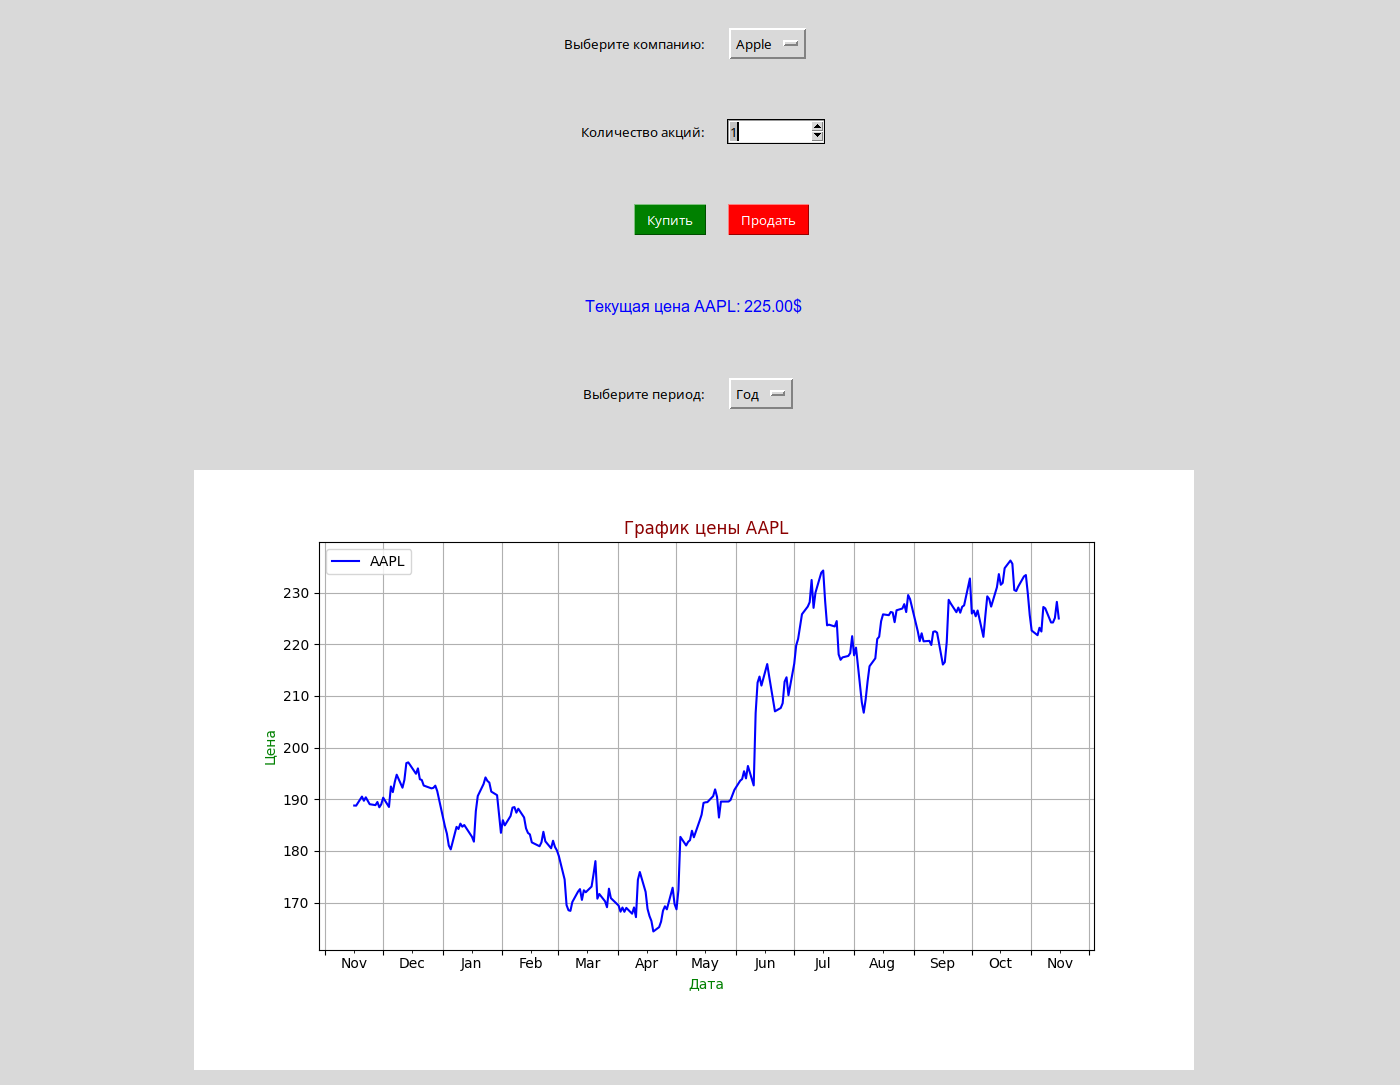 Выберите компанию: Apple
Количество акций: 1
Купить Продать
Текущая цена AAPL: 225.00$
Выберите период: Год
График цены AAPL
AAPL
230
220
210
200
190
180
170
Цена
Nov Dec Jan Feb Mar Apr May Jun Jul Aug Sep Oct Nov
Дата